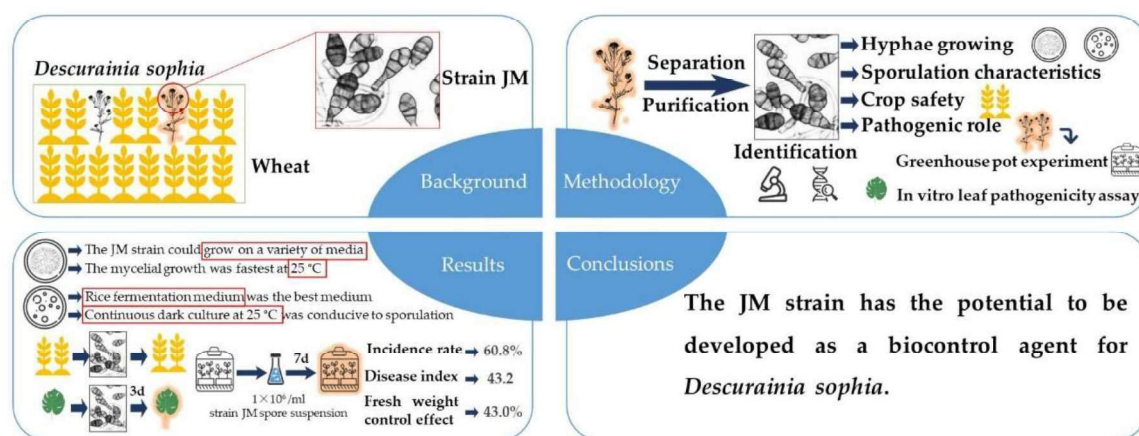 Descurainia sophia
Strain JM
Wheat
Background
Separation
Purification
Identification
Hyphae growing
Sporulation characteristics
Crop safety
Pathogenic role
Greenhouse pot experiment
In vitro leaf pathogenicity assay
Methodology
The JM strain could grow on a variety of media
The mycelial growth was fastest at 25 °C
Rice fermentation medium was the best medium
Continuous dark culture at 25 °C was conducive to sporulation
3d
7d
1×10⁶/ml
strain JM spore suspension
Incidence rate 60.8%
Disease index 43.2
Fresh weight
control effect 43.0%
Results
Conclusions
The JM strain has the potential to be
developed as a biocontrol agent for
Descurainia sophia.